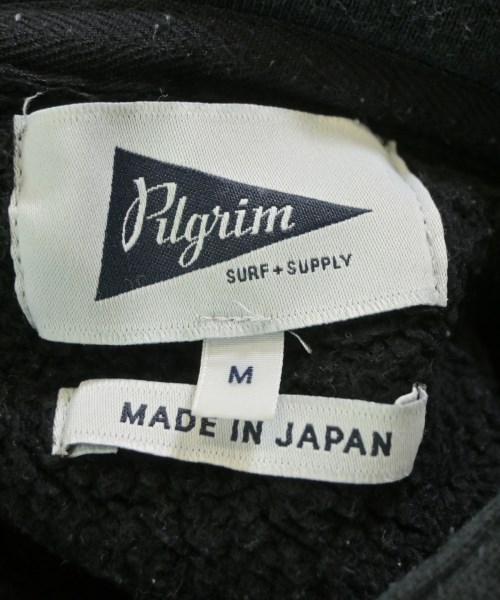 Pilgrim
SURF + SUPPLY
M
MADE IN JAPAN